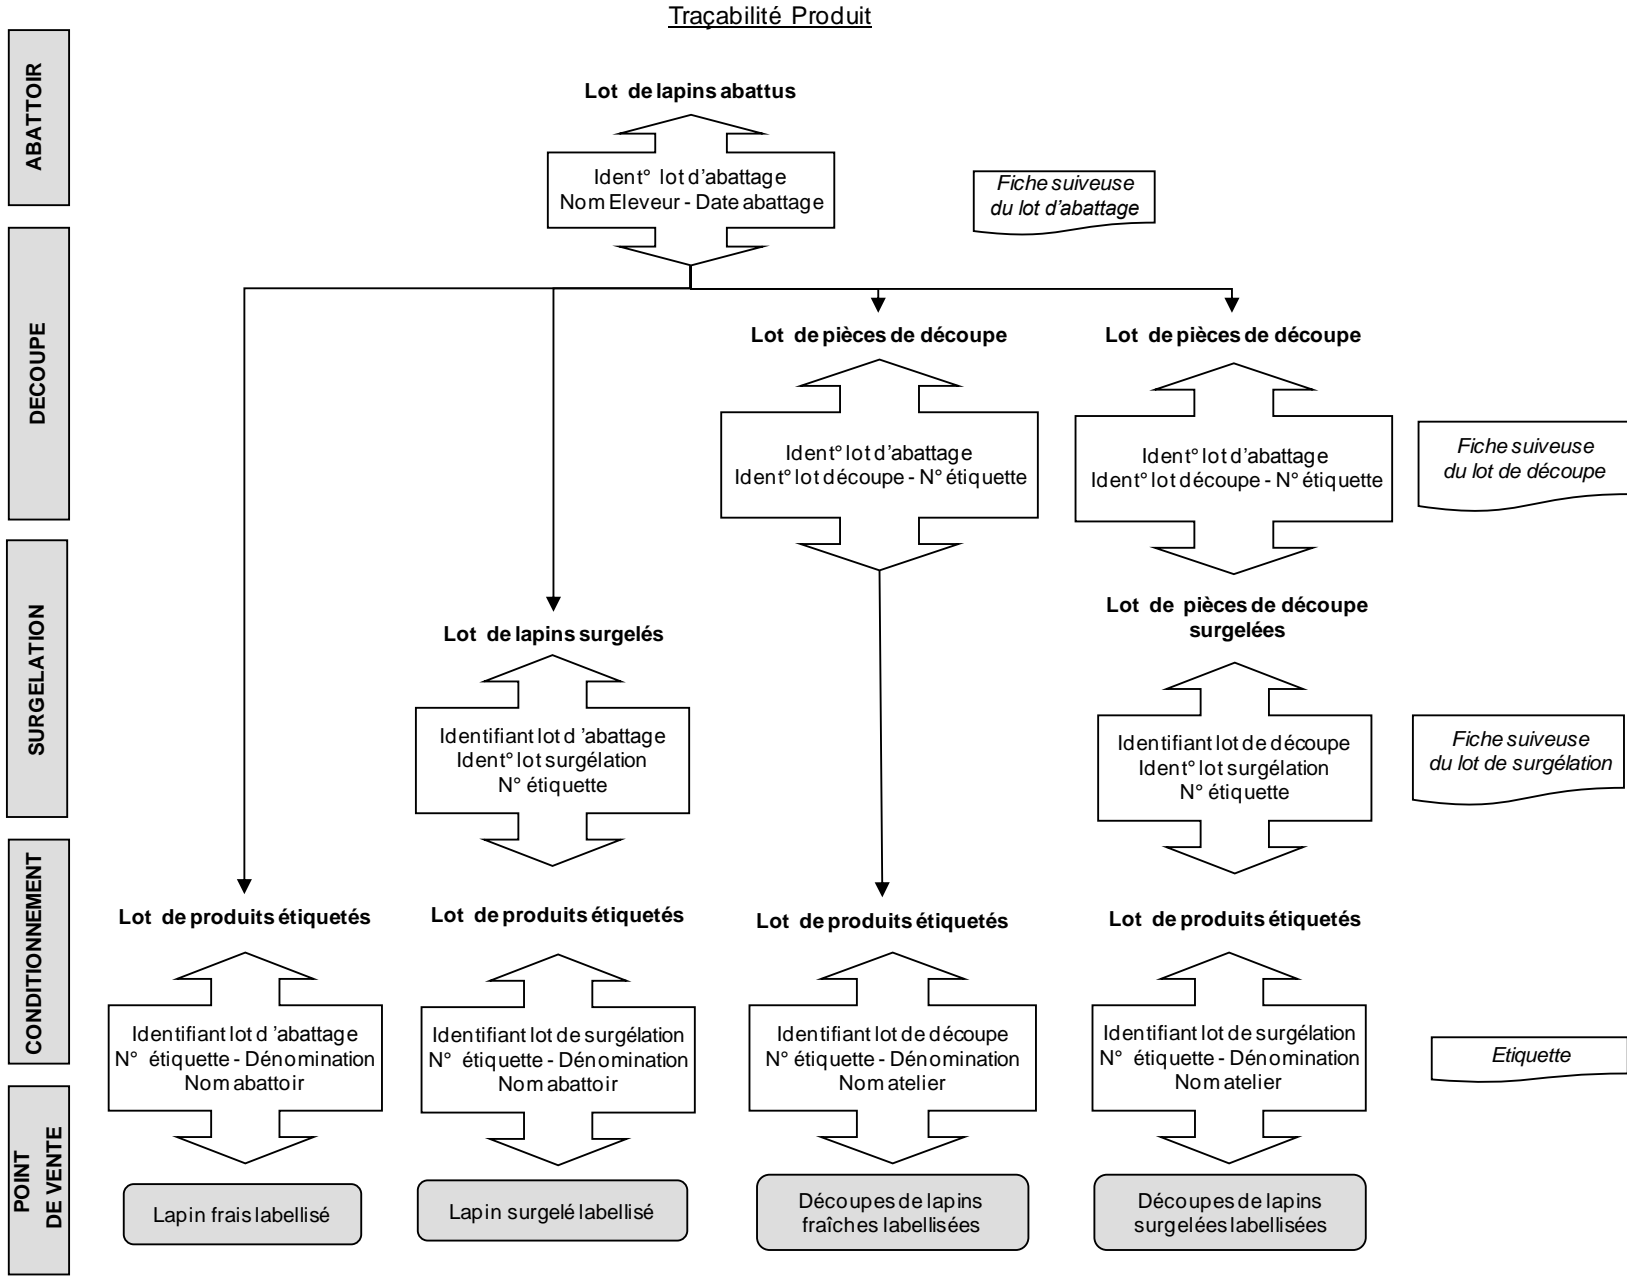 Traçabilité Produit
ABATTOIR
Lot de lapins abattus
Ident° lot d'abattage
Nom Eleveur - Date abattage
Fiche suiveuse
du lot d'abattage
DECOUPE
Lot de pièces de découpe
Ident° lot d'abattage
Ident° lot découpe - N° étiquette
Lot de pièces de découpe
Ident° lot d'abattage
Ident° lot découpe - N° étiquette
Fiche suiveuse
du lot de découpe
SURGELATION
Lot de lapins surgelés
Identifiant lot d 'abattage
Ident° lot surgélation
N° étiquette
Lot de pièces de découpe
surgelées
Identifiant lot de découpe
Ident° lot surgélation
N° étiquette
Fiche suiveuse
du lot de surgélation
CONDITIONNEMENT
Lot de produits étiquetés
Identifiant lot d 'abattage
N° étiquette - Dénomination
Nom abattoir
Lot de produits étiquetés
Identifiant lot de surgélation
N° étiquette - Dénomination
Nom abattoir
Lot de produits étiquetés
Identifiant lot de découpe
N° étiquette - Dénomination
Nom atelier
Lot de produits étiquetés
Identifiant lot de surgélation
N° étiquette - Dénomination
Nom atelier
Etiquette
POINT
DE VENTE
Lapin frais labellisé
Lapin surgelé labellisé
Découpes de lapins
fraîches labellisées
Découpes de lapins
surgelées labellisées